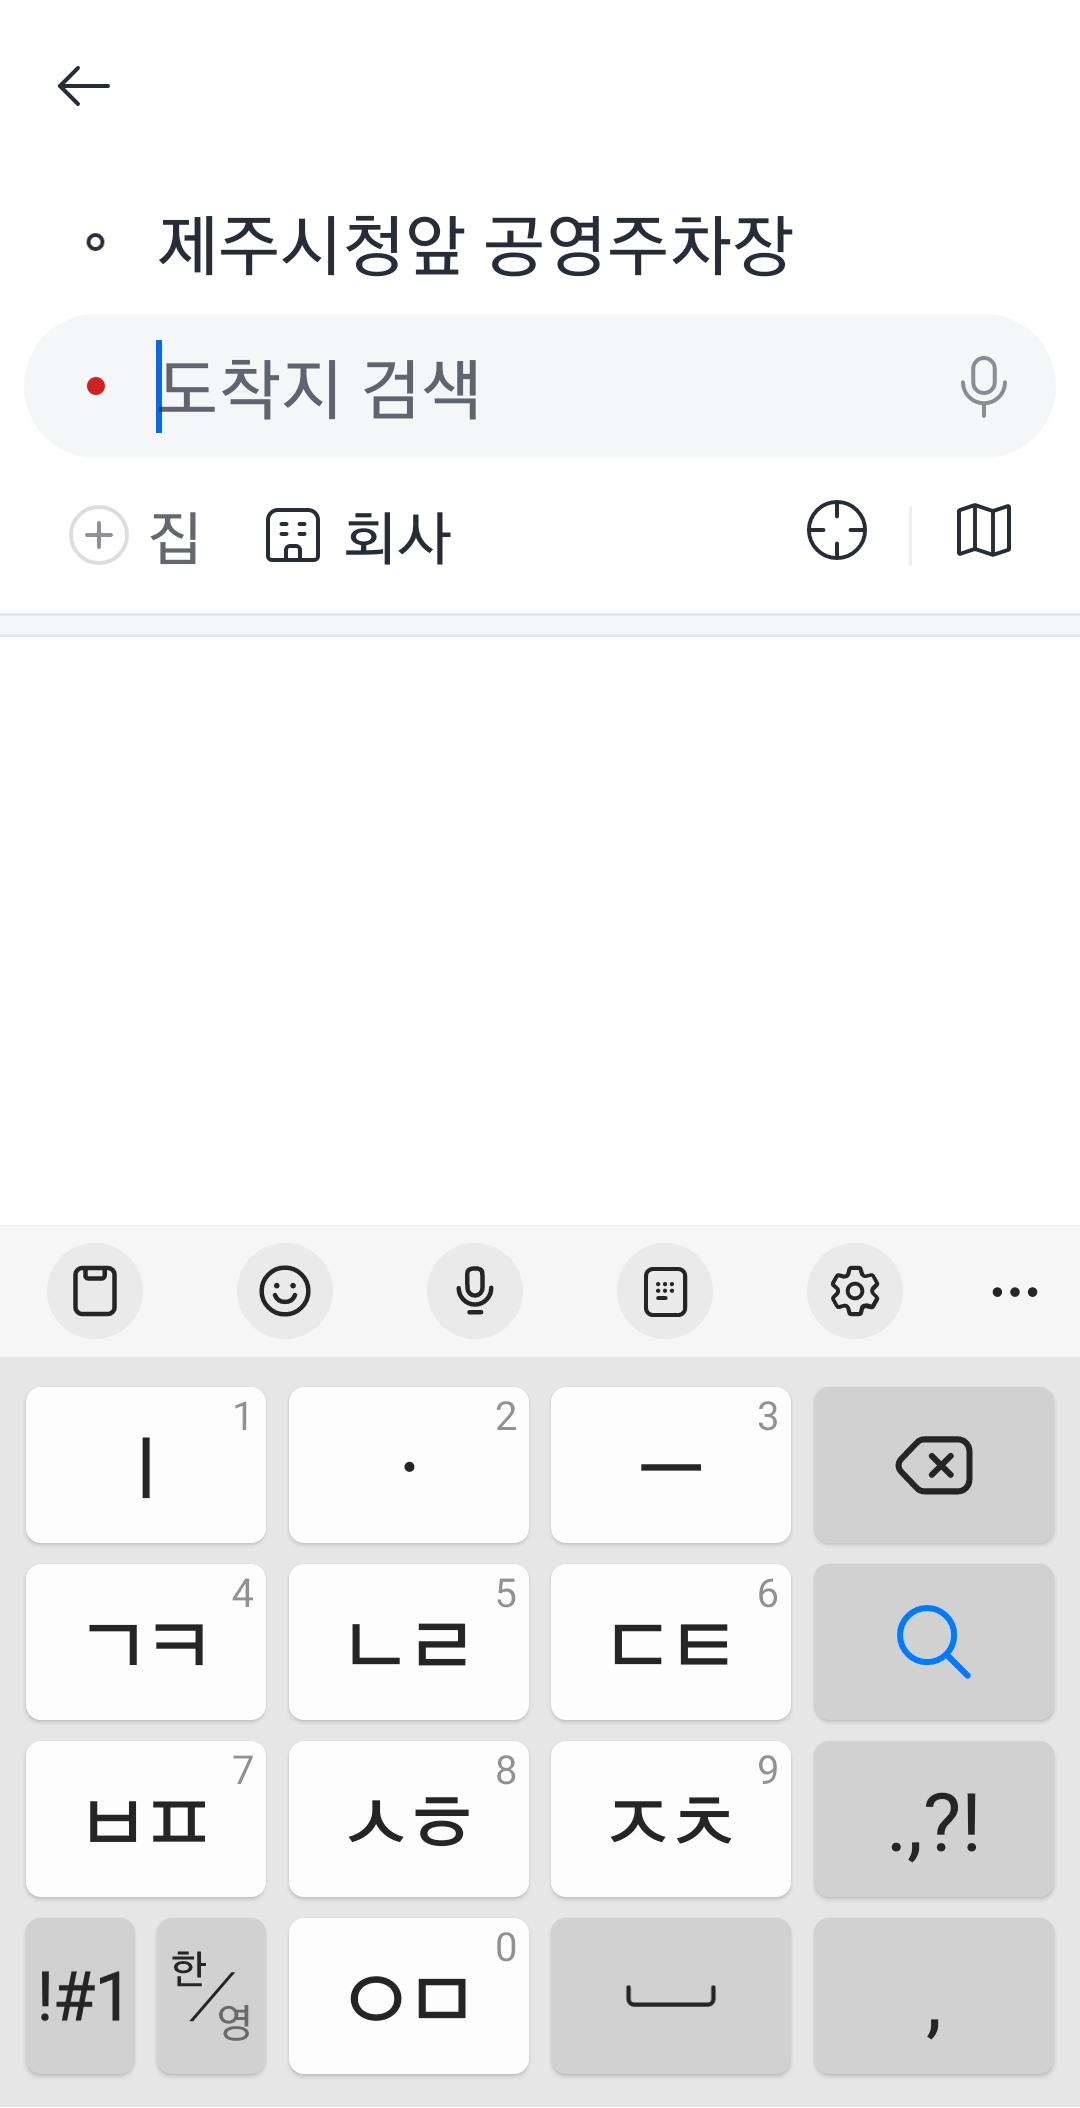 제주시청앞 공영주차장
도착지 검색
집 회사
ㅣ 1 · 2 ㅡ 3
ㄱㅋ 4 ㄴㄹ 5 ㄷㅌ 6
ㅂㅍ 7 ㅅㅎ 8 ㅈㅊ 9 .,?!
!#1 한/영 ㅇㅁ 0 ,